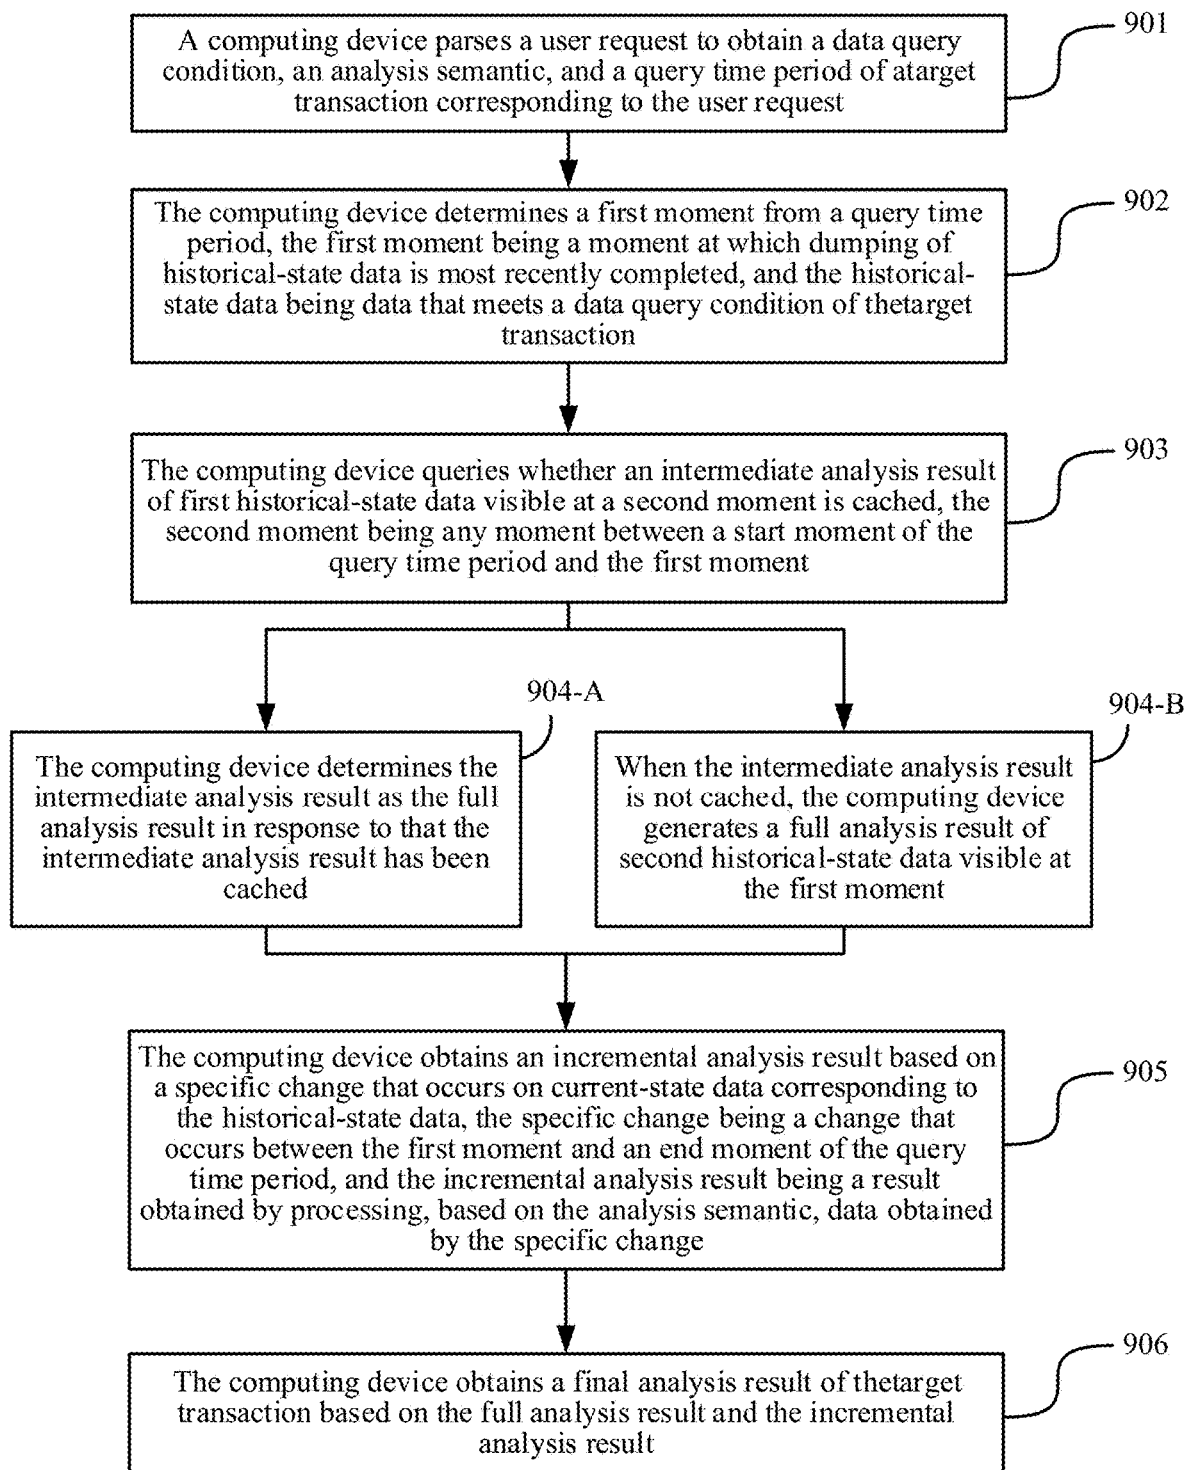 901
A computing device parses a user request to obtain a data query
condition, an analysis semantic, and a query time period of atarget
transaction corresponding to the user request
902
The computing device determines a first moment from a query time
period, the first moment being a moment at which dumping of
historical-state data is most recently completed, and the historical-
state data being data that meets a data query condition of thetarget
transaction
903
The computing device queries whether an intermediate analysis result
of first historical-state data visible at a second moment is cached, the
second moment being any moment between a start moment of the
query time period and the first moment
904-A
The computing device determines the
intermediate analysis result as the full
analysis result in response to that the
intermediate analysis result has been
cached
904-B
When the intermediate analysis result
is not cached, the computing device
generates a full analysis result of
second historical-state data visible at
the first moment
905
The computing device obtains an incremental analysis result based on
a specific change that occurs on current-state data corresponding to
the historical-state data, the specific change being a change that
occurs between the first moment and an end moment of the query
time period, and the incremental analysis result being a result
obtained by processing, based on the analysis semantic, data obtained
by the specific change
906
The computing device obtains a final analysis result of thetarget
transaction based on the full analysis result and the incremental
analysis result